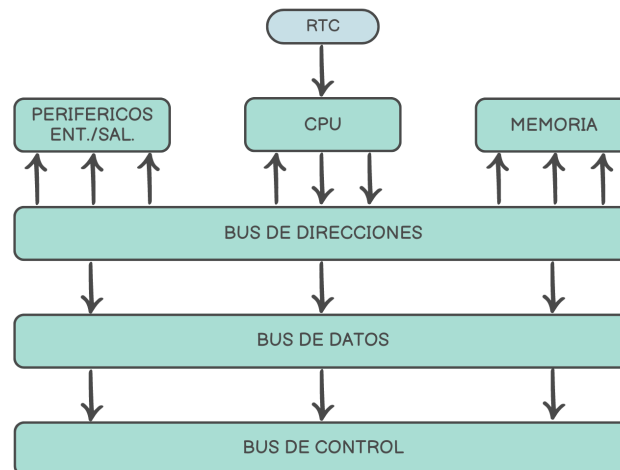 RTC
PERIFERICOS
ENT./SAL.
CPU
MEMORIA
BUS DE DIRECCIONES
BUS DE DATOS
BUS DE CONTROL